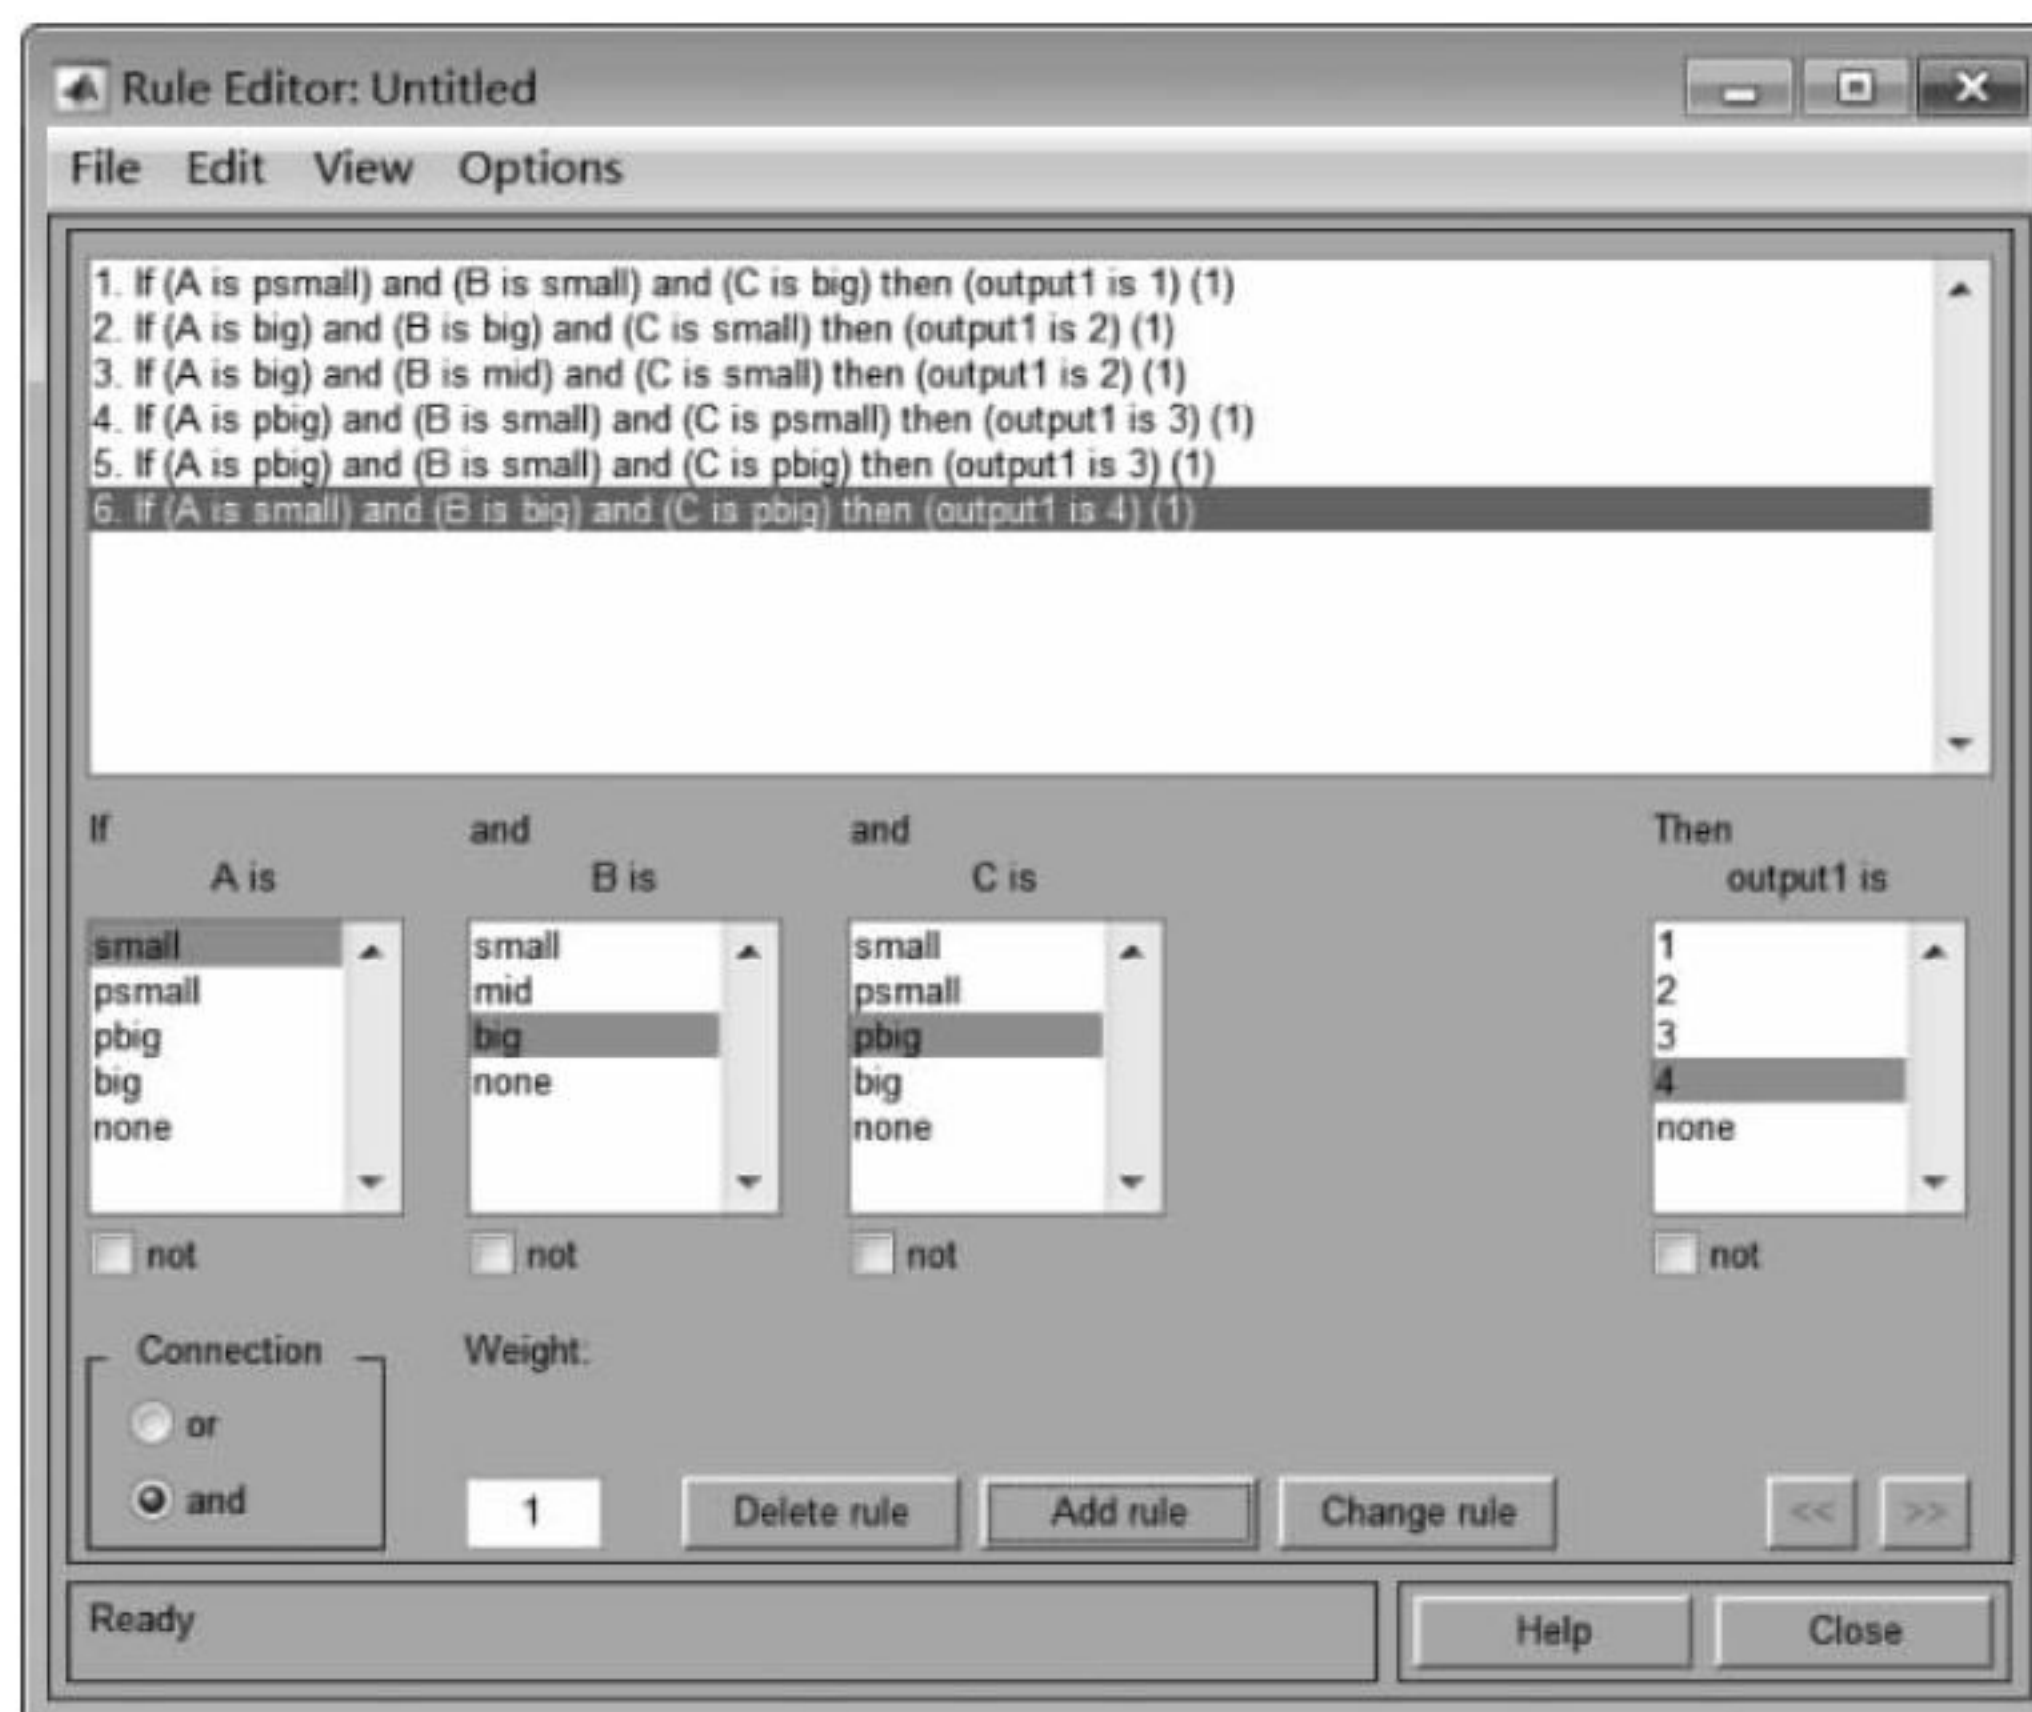 Rule Editor: Untitled
File Edit View Options
1. If (A is psmall) and (B is small) and (C is big) then (output1 is 1) (1)
2. If (A is big) and (B is big) and (C is small) then (output1 is 2) (1)
3. If (A is big) and (B is mid) and (C is small) then (output1 is 2) (1)
4. If (A is pbig) and (B is small) and (C is psmall) then (output1 is 3) (1)
5. If (A is pbig) and (B is small) and (C is pbig) then (output1 is 3) (1)
6. If (A is small) and (B is big) and (C is pbig) then (output1 is 4) (1)
If and and Then
A is B is C is output1 is
small small small 1
psmall mid psmall 2
pbig big pbig 3
big none big 4
none none none
not not not not
Connection Weight:
or
and 1 Delete rule Add rule Change rule << >>
Ready Help Close